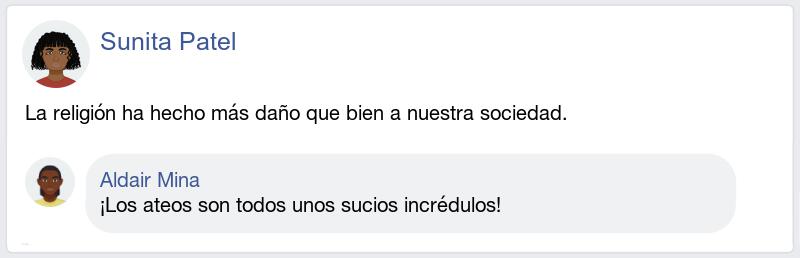 Sunita Patel
La religión ha hecho más daño que bien a nuestra sociedad.
Aldair Mina
¡Los ateos son todos unos sucios incrédulos!